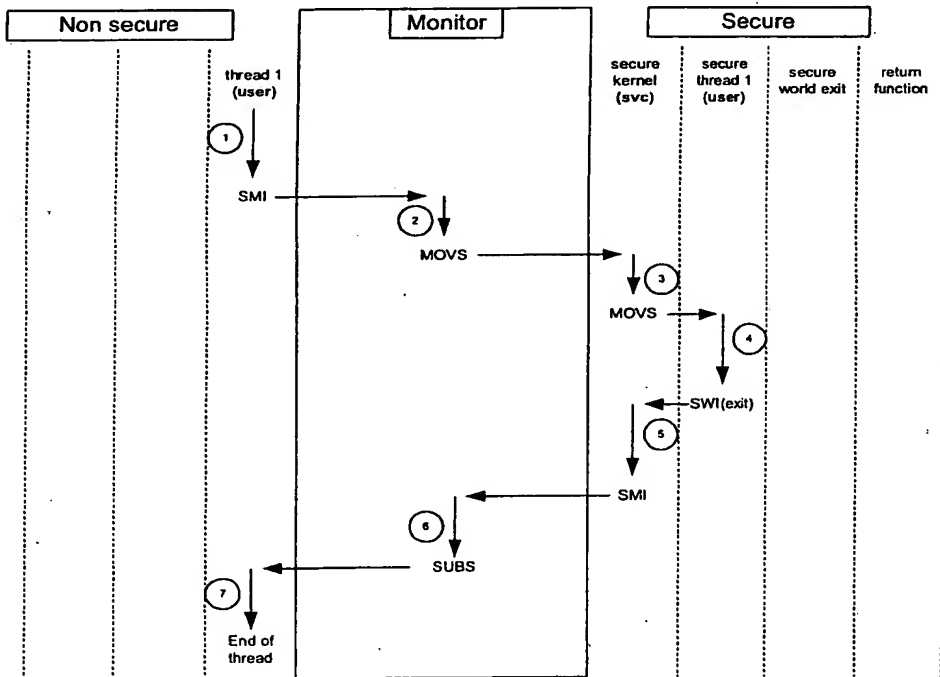 Non secure
Monitor
Secure
thread 1
(user)
secure
kernel
(svc)
secure
thread 1
(user)
secure
world exit
return
function
1
SMI
2
MOVS
3
MOVS
4
SWI(exit)
5
SMI
6
SUBS
7
End of
thread